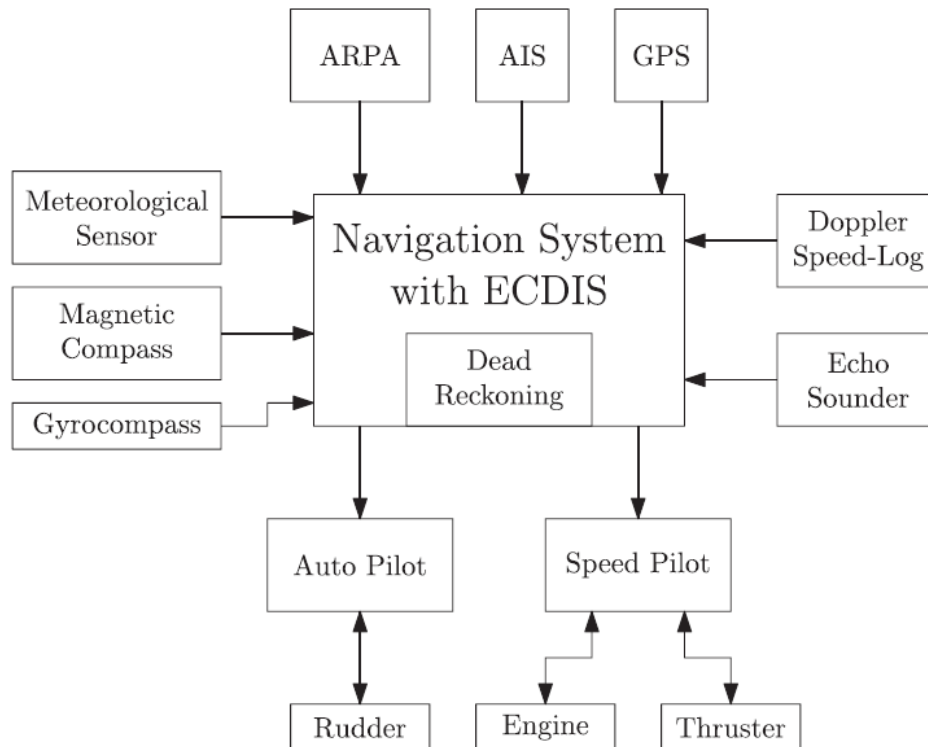 ARPA
AIS
GPS
Meteorological
Sensor
Navigation System
with ECDIS
Doppler
Speed-Log
Magnetic
Compass
Dead
Reckoning
Echo
Sounder
Gyrocompass
Auto Pilot
Speed Pilot
Rudder
Engine
Thruster